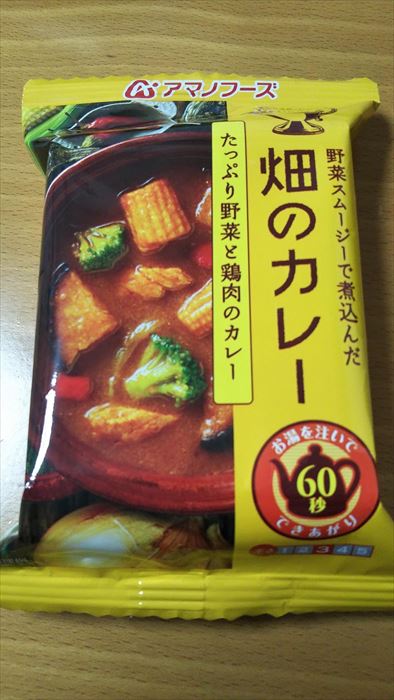 アマノフーズ
野菜スムージーで煮込んだ
畑のカレー
たっぷり野菜と鶏肉のカレー
お湯を注いで
60秒
できあがり
辛さ 1 2 3 4 5